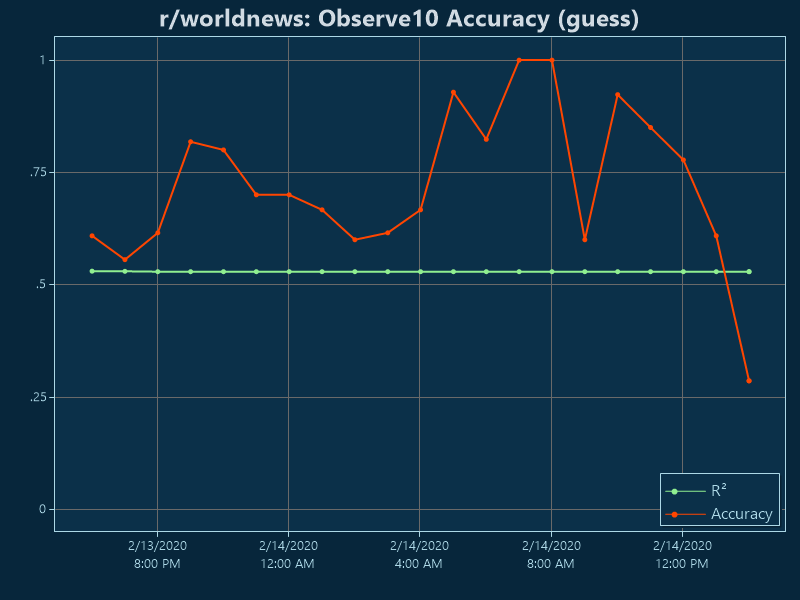 r/worldnews: Observe10 Accuracy (guess)
1
.75
.5
.25
0
R²
Accuracy
2/13/2020 2/14/2020 2/14/2020 2/14/2020 2/14/2020
8:00 PM 12:00 AM 4:00 AM 8:00 AM 12:00 PM